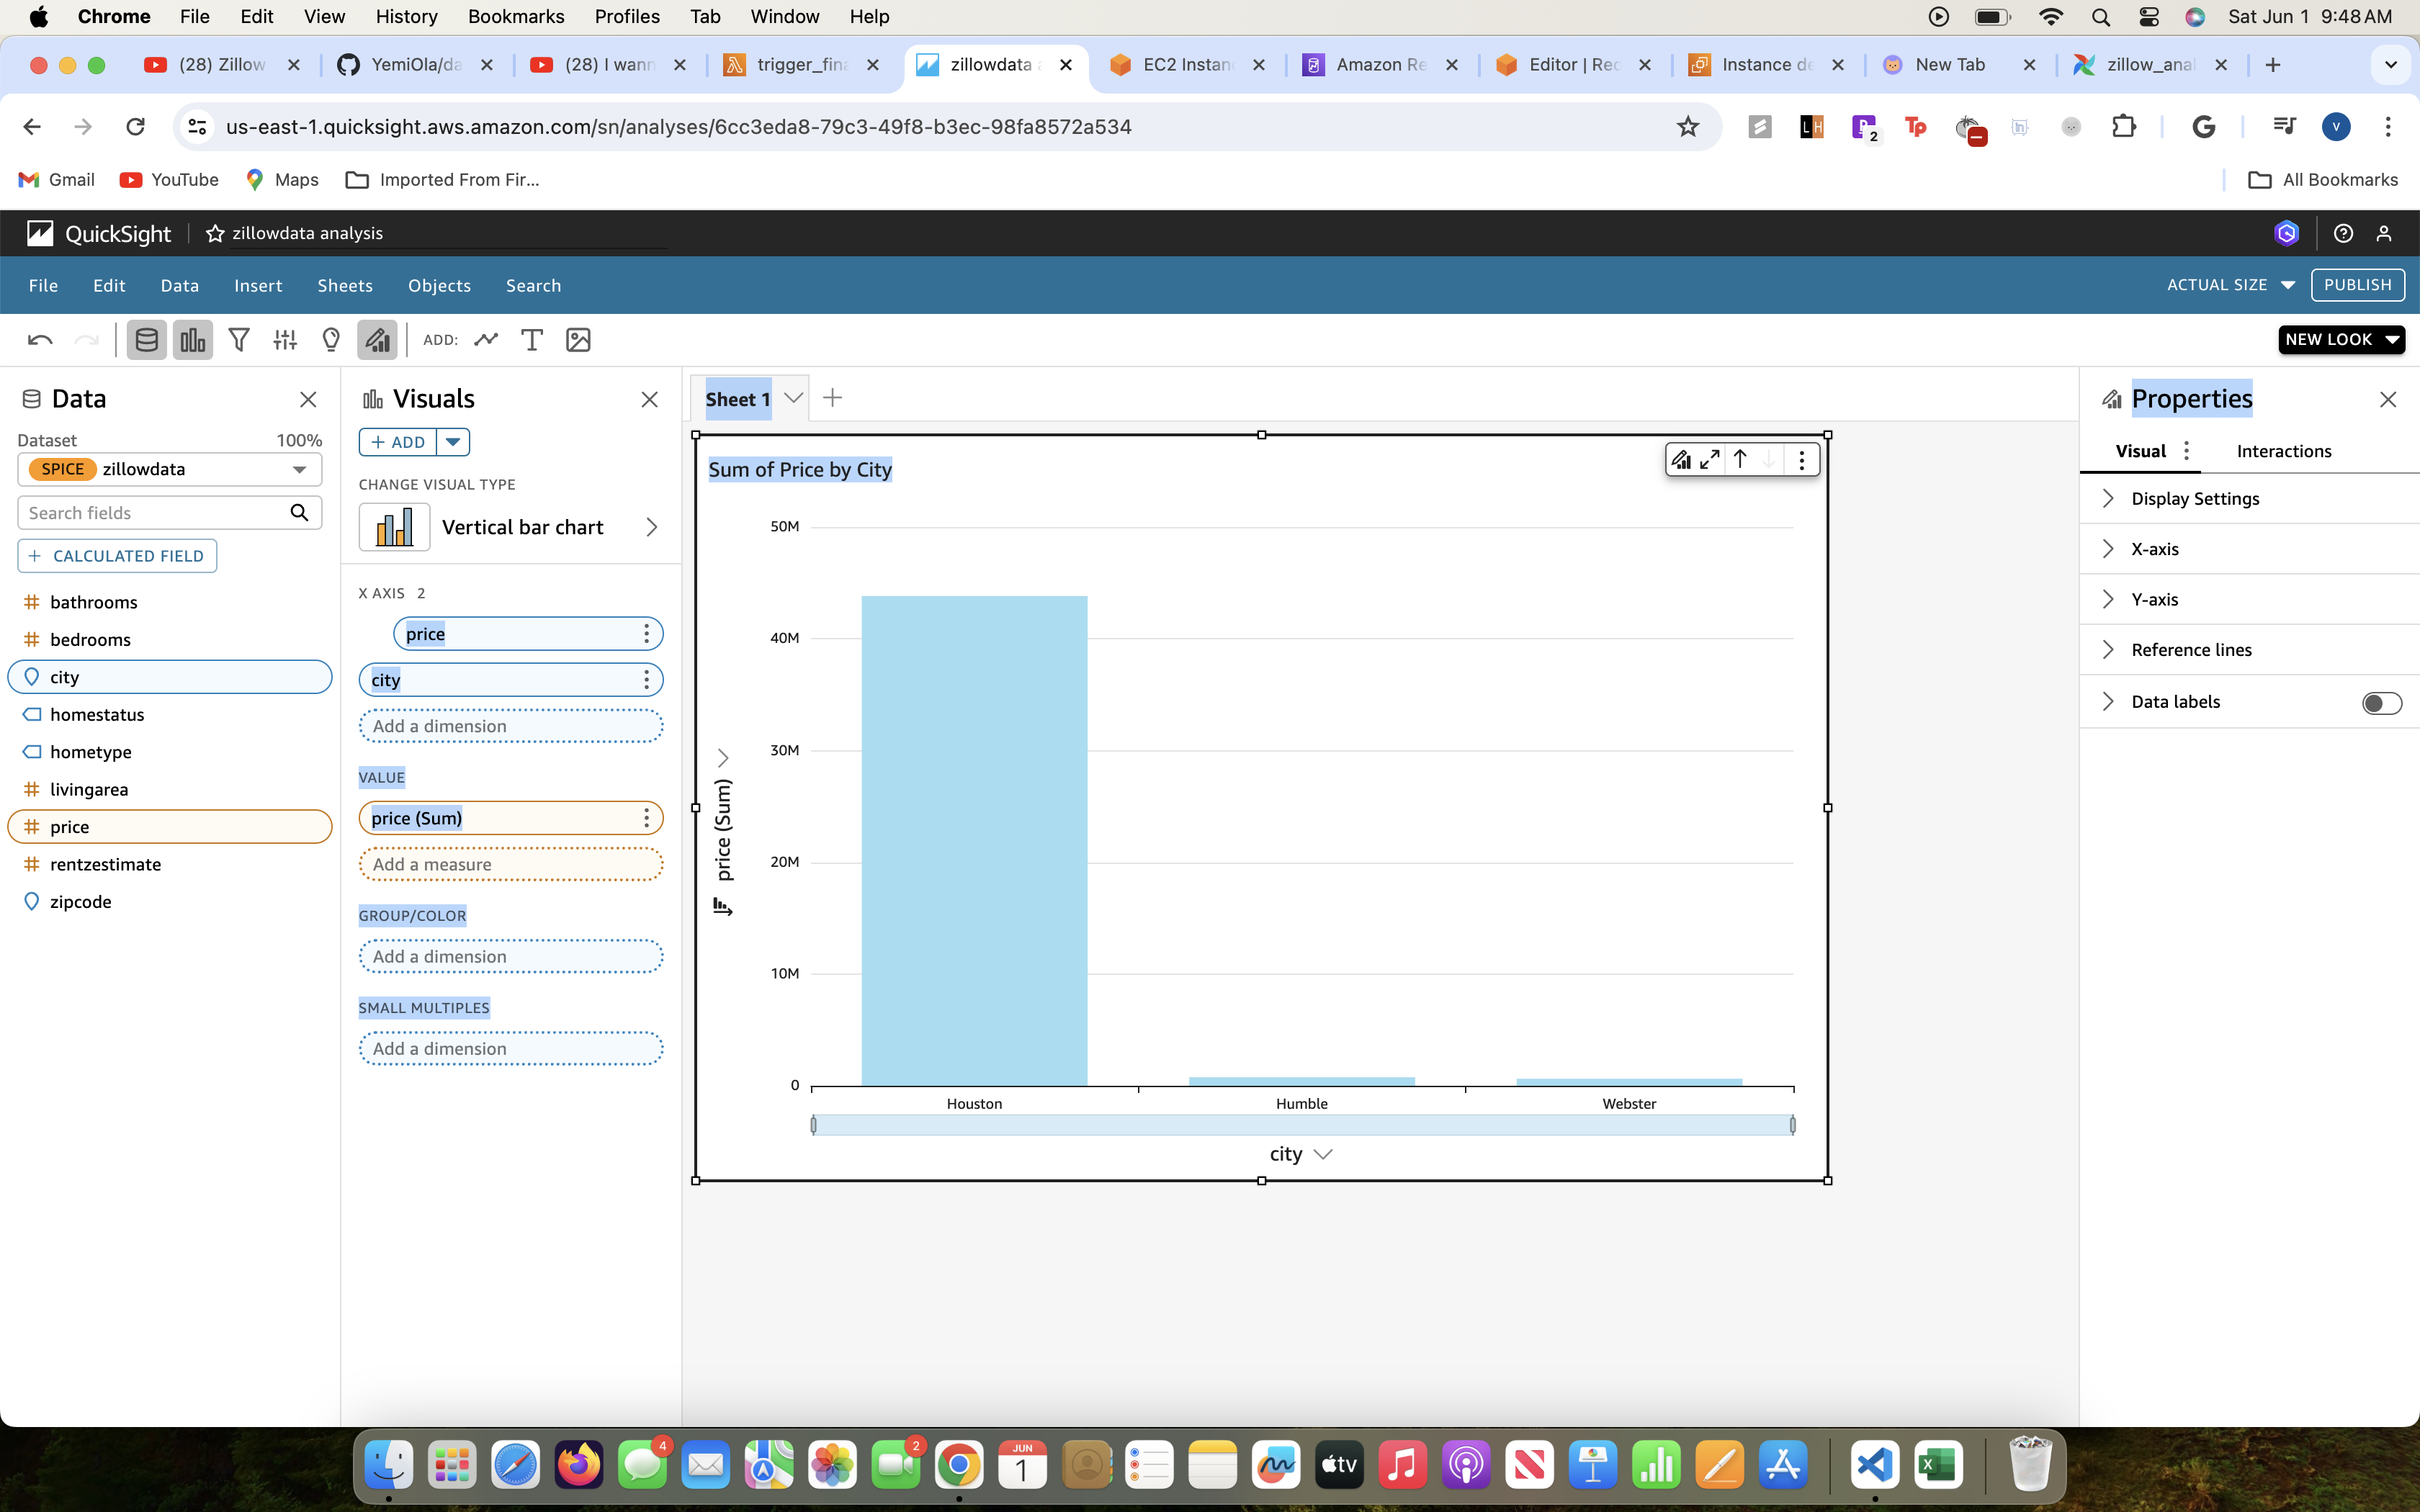 Chrome File Edit View History Bookmarks Profiles Tab Window Help Sat Jun 1 9:48 AM
(28) Zillow YemiOla/da (28) I wann trigger_fina zillowdata a EC2 Instan Amazon Re Editor | Rec Instance de New Tab zillow_anal
us-east-1.quicksight.aws.amazon.com/sn/analyses/6cc3eda8-79c3-49f8-b3ec-98fa8572a534 2 V
Gmail YouTube Maps Imported From Fir... All Bookmarks
QuickSight zillowdata analysis
File Edit Data Insert Sheets Objects Search ACTUAL SIZE PUBLISH
ADD: NEW LOOK
Data
Dataset 100%
SPICE zillowdata
Search fields
+ CALCULATED FIELD
bathrooms
bedrooms
city
homestatus
hometype
livingarea
price
rentzestimate
zipcode
Visuals
+ ADD
CHANGE VISUAL TYPE
Vertical bar chart
X AXIS 2
price
city
Add a dimension
VALUE
price (Sum)
Add a measure
GROUP/COLOR
Add a dimension
SMALL MULTIPLES
Add a dimension
Sheet 1
Sum of Price by City
50M
40M
30M
20M
10M
0
price (Sum)
Houston Humble Webster
city
Properties
Visual Interactions
Display Settings
X-axis
Y-axis
Reference lines
Data labels
4 2 JUN 1 tv